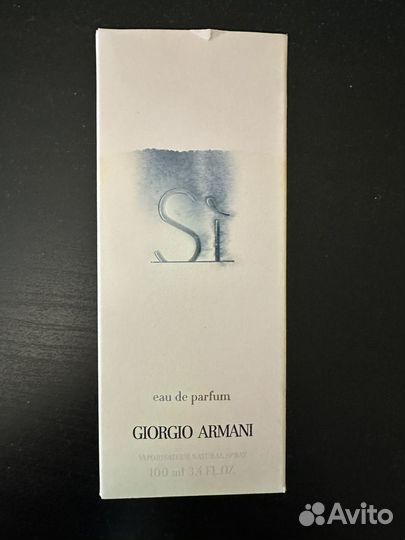 Sì
eau de parfum
GIORGIO ARMANI
VAPORISATEUR NATURAL SPRAY
100 ml 3.4 FL.OZ.
Avito